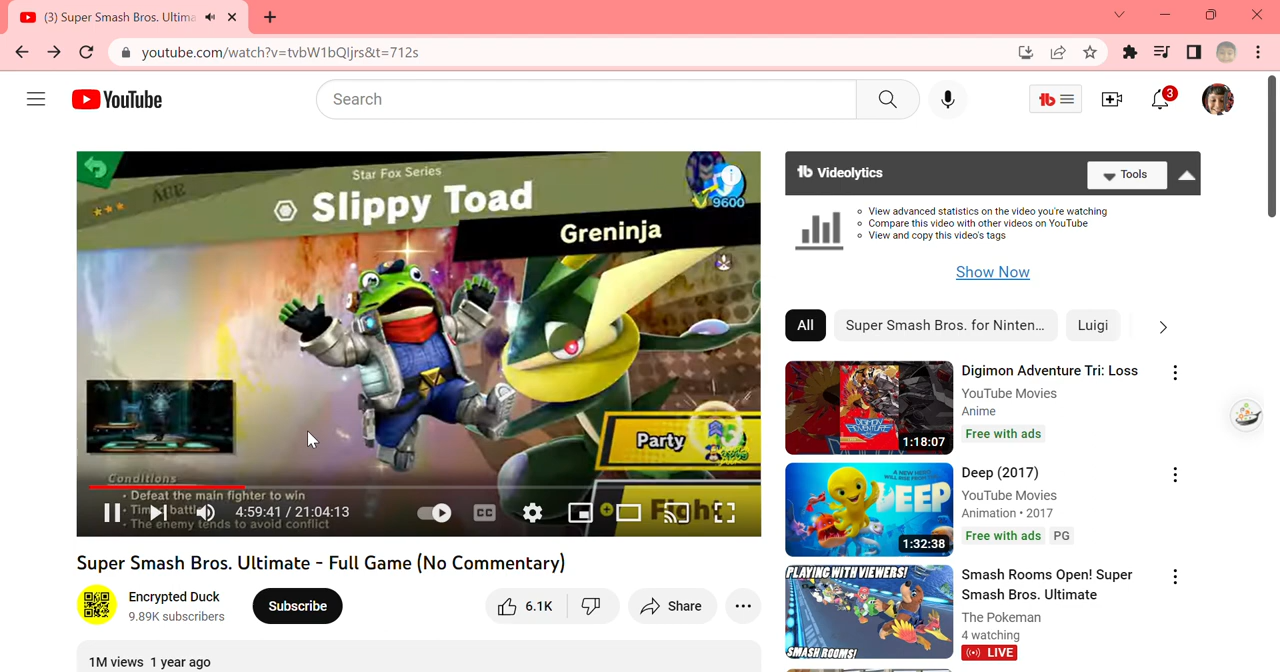 (3) Super Smash Bros. Ultima
youtube.com/watch?v=tvbW1bQIjrs&t=712s
YouTube
Search
3
Star Fox Series
Slippy Toad
Greninja
ACE
9600
Party
Fight
Conditions
• Defeat the main fighter to win
• The enemy tends to avoid conflict
4:59:41 / 21:04:13
CC
Super Smash Bros. Ultimate - Full Game (No Commentary)
Encrypted Duck
9.89K subscribers
Subscribe
6.1K
Share
1M views 1 year ago
Videolytics
Tools
View advanced statistics on the video you're watching
Compare this video with other videos on YouTube
View and copy this video's tags
Show Now
All
Super Smash Bros. for Ninten...
Luigi
DIGIMON
ADVENTURE
1:18:07
Digimon Adventure Tri: Loss
YouTube Movies
Anime
Free with ads
DEEP
1:32:38
Deep (2017)
YouTube Movies
Animation • 2017
Free with ads
PG
PLAYING WITH VIEWERS!
SMASH ROOMS!
Smash Rooms Open! Super
Smash Bros. Ultimate
The Pokeman
4 watching
LIVE